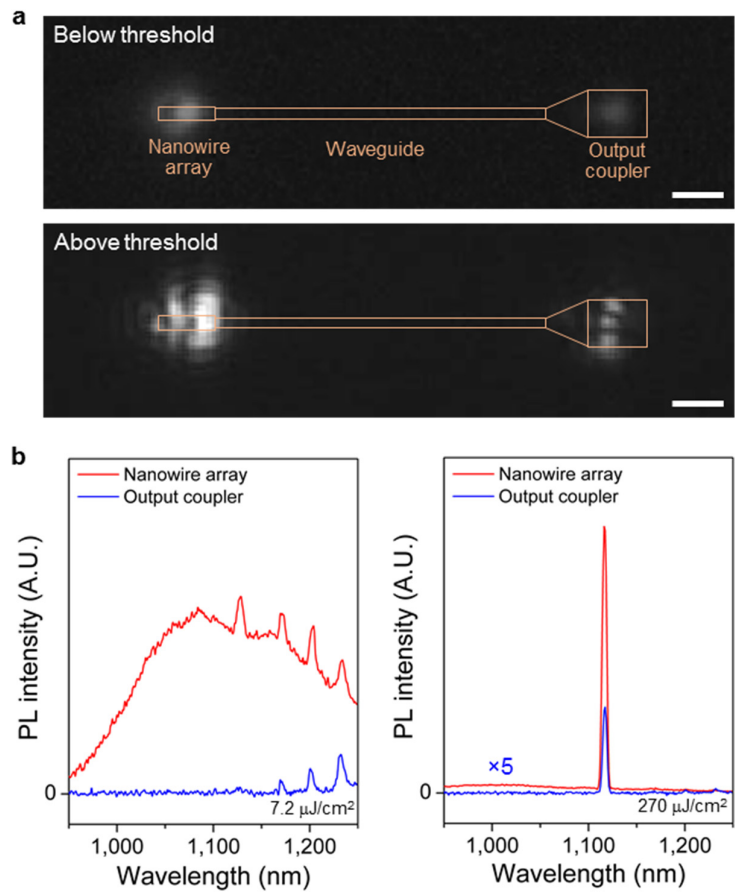 a
Below threshold
Nanowire
array
Waveguide
Output
coupler
Above threshold
b
Nanowire array
Output coupler
PL intensity (A.U.)
0
7.2 μJ/cm²
1,000
1,100
1,200
Wavelength (nm)
Nanowire array
Output coupler
PL intensity (A.U.)
×5
0
270 μJ/cm²
1,000
1,100
1,200
Wavelength (nm)